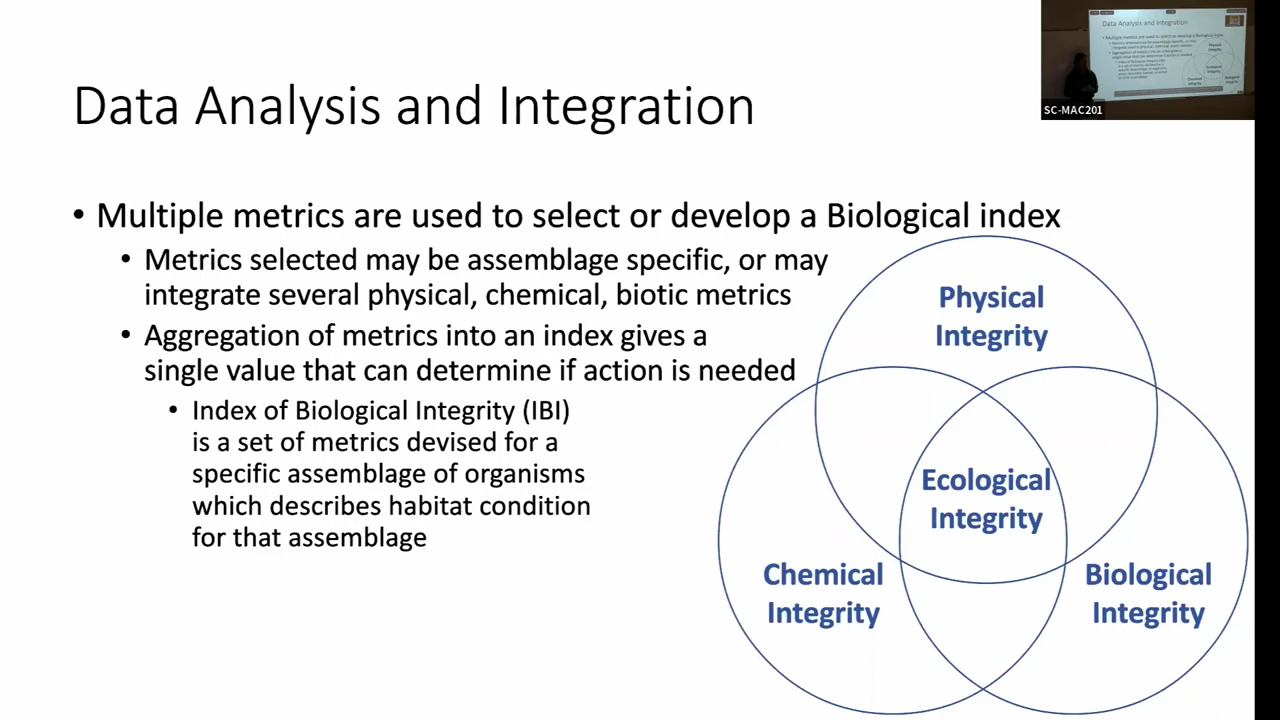 Data Analysis and Integration
SC-MAC201
• Multiple metrics are used to select or develop a Biological index
• Metrics selected may be assemblage specific, or may
integrate several physical, chemical, biotic metrics
• Aggregation of metrics into an index gives a
single value that can determine if action is needed
• Index of Biological Integrity (IBI)
is a set of metrics devised for a
specific assemblage of organisms
which describes habitat condition
for that assemblage
Physical
Integrity
Ecological
Integrity
Chemical
Integrity
Biological
Integrity